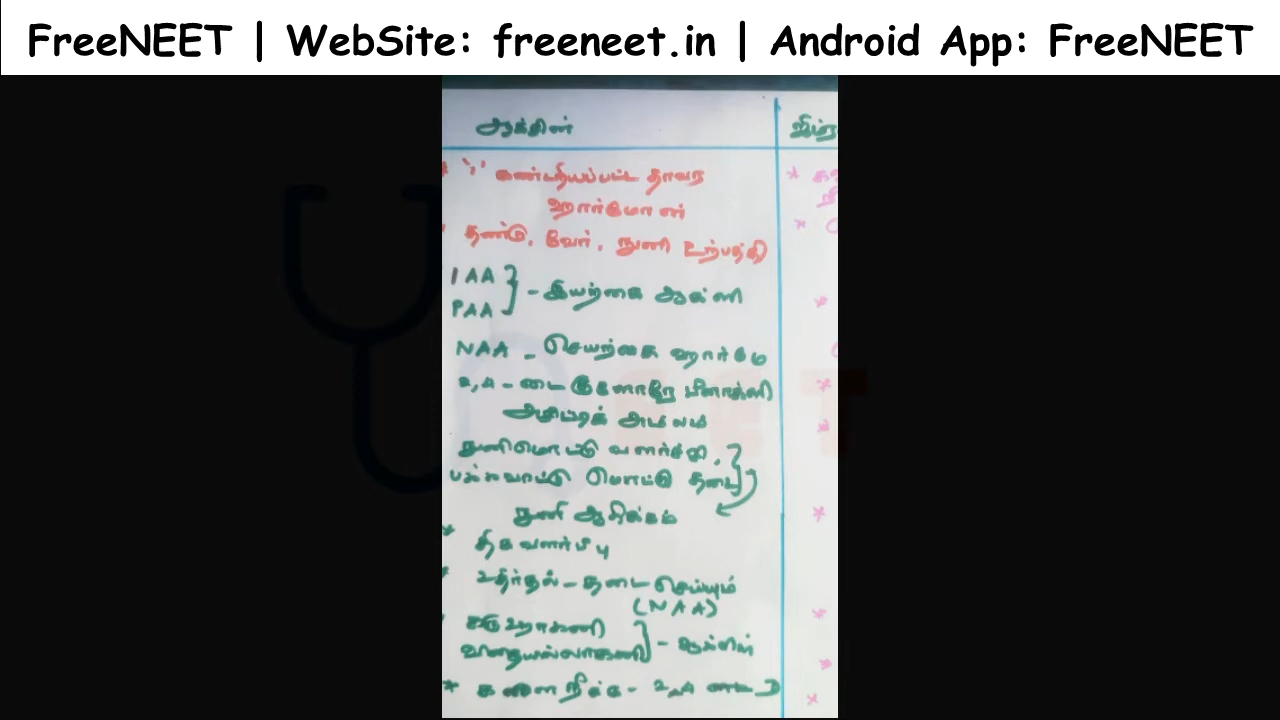 FreeNEET | WebSite: freeneet.in | Android App: FreeNEET
ஆக்சின்
கண்டறியப்பட்ட தாவர
ஹார்மோன்
தண்டு, வேர், நுனி உற்பத்தி
IAA
PAA } - இயற்கை ஆக்ஸி
NAA - செயற்கை ஹார்மோ
2,4 - டை குளோரோ பீனாக்ஸி
அசிட்டிக் அமிலம்
நுனிமொட்டு வளர்ச்சி,
பக்கவாட்டு மொட்டு தடை
நுனி ஆதிக்கம்
* திசு வளர்ப்பு
* உதிர்தல் - தடை செய்யும்
(NAA)
கருவுறாகனி
விதையில்லாகனி } - ஆக்ஸின்
* களை நீக்க - 2,4 டை D